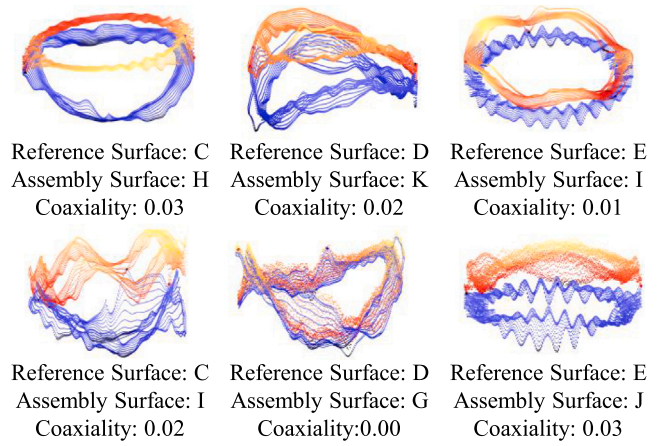 Reference Surface: C
Assembly Surface: H
Coaxiality: 0.03
Reference Surface: D
Assembly Surface: K
Coaxiality: 0.02
Reference Surface: E
Assembly Surface: I
Coaxiality: 0.01
Reference Surface: C
Assembly Surface: I
Coaxiality: 0.02
Reference Surface: D
Assembly Surface: G
Coaxiality:0.00
Reference Surface: E
Assembly Surface: J
Coaxiality: 0.03